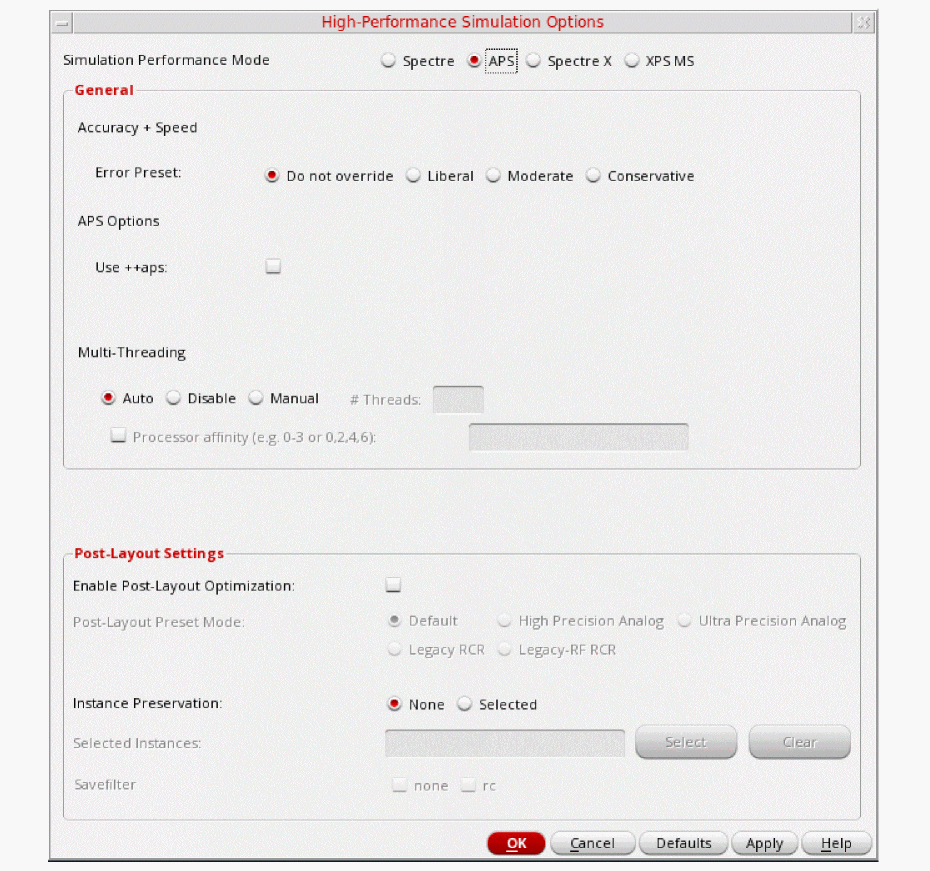 High-Performance Simulation Options
Simulation Performance Mode Spectre APS Spectre X XPS MS
General
Accuracy + Speed
Error Preset: Do not override Liberal Moderate Conservative
APS Options
Use ++aps:
Multi-Threading
Auto Disable Manual # Threads:
Processor affinity (e.g. 0-3 or 0,2,4,6):
Post-Layout Settings
Enable Post-Layout Optimization:
Post-Layout Preset Mode: Default High Precision Analog Ultra Precision Analog
Legacy RCR Legacy-RF RCR
Instance Preservation: None Selected
Selected Instances: Select Clear
Savefilter none rc
OK Cancel Defaults Apply Help